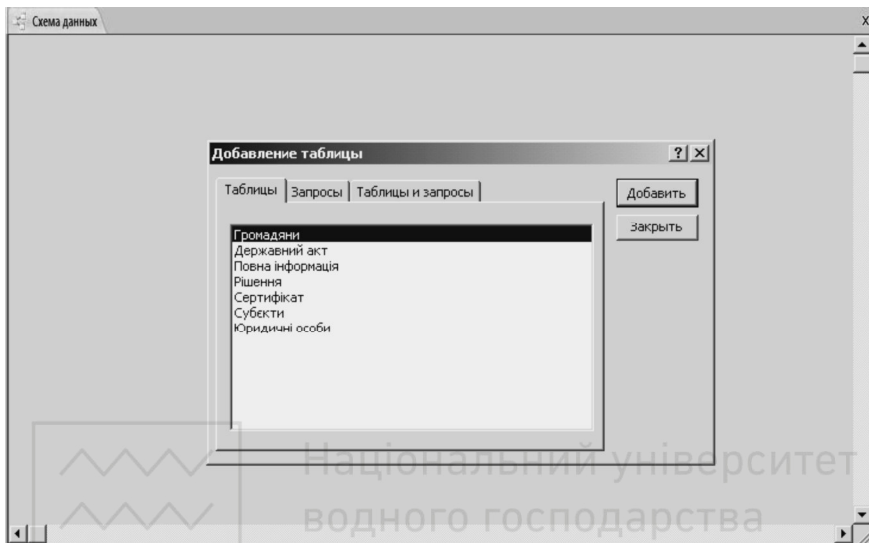 Схема данных
X
Добавление таблицы
? X
Таблицы Запросы Таблицы и запросы
Добавить
Закрыть
Громадяни
Державний акт
Повна інформація
Рішення
Сертифікат
Субєкти
Юридичні особи
Національний університет
водного господарства